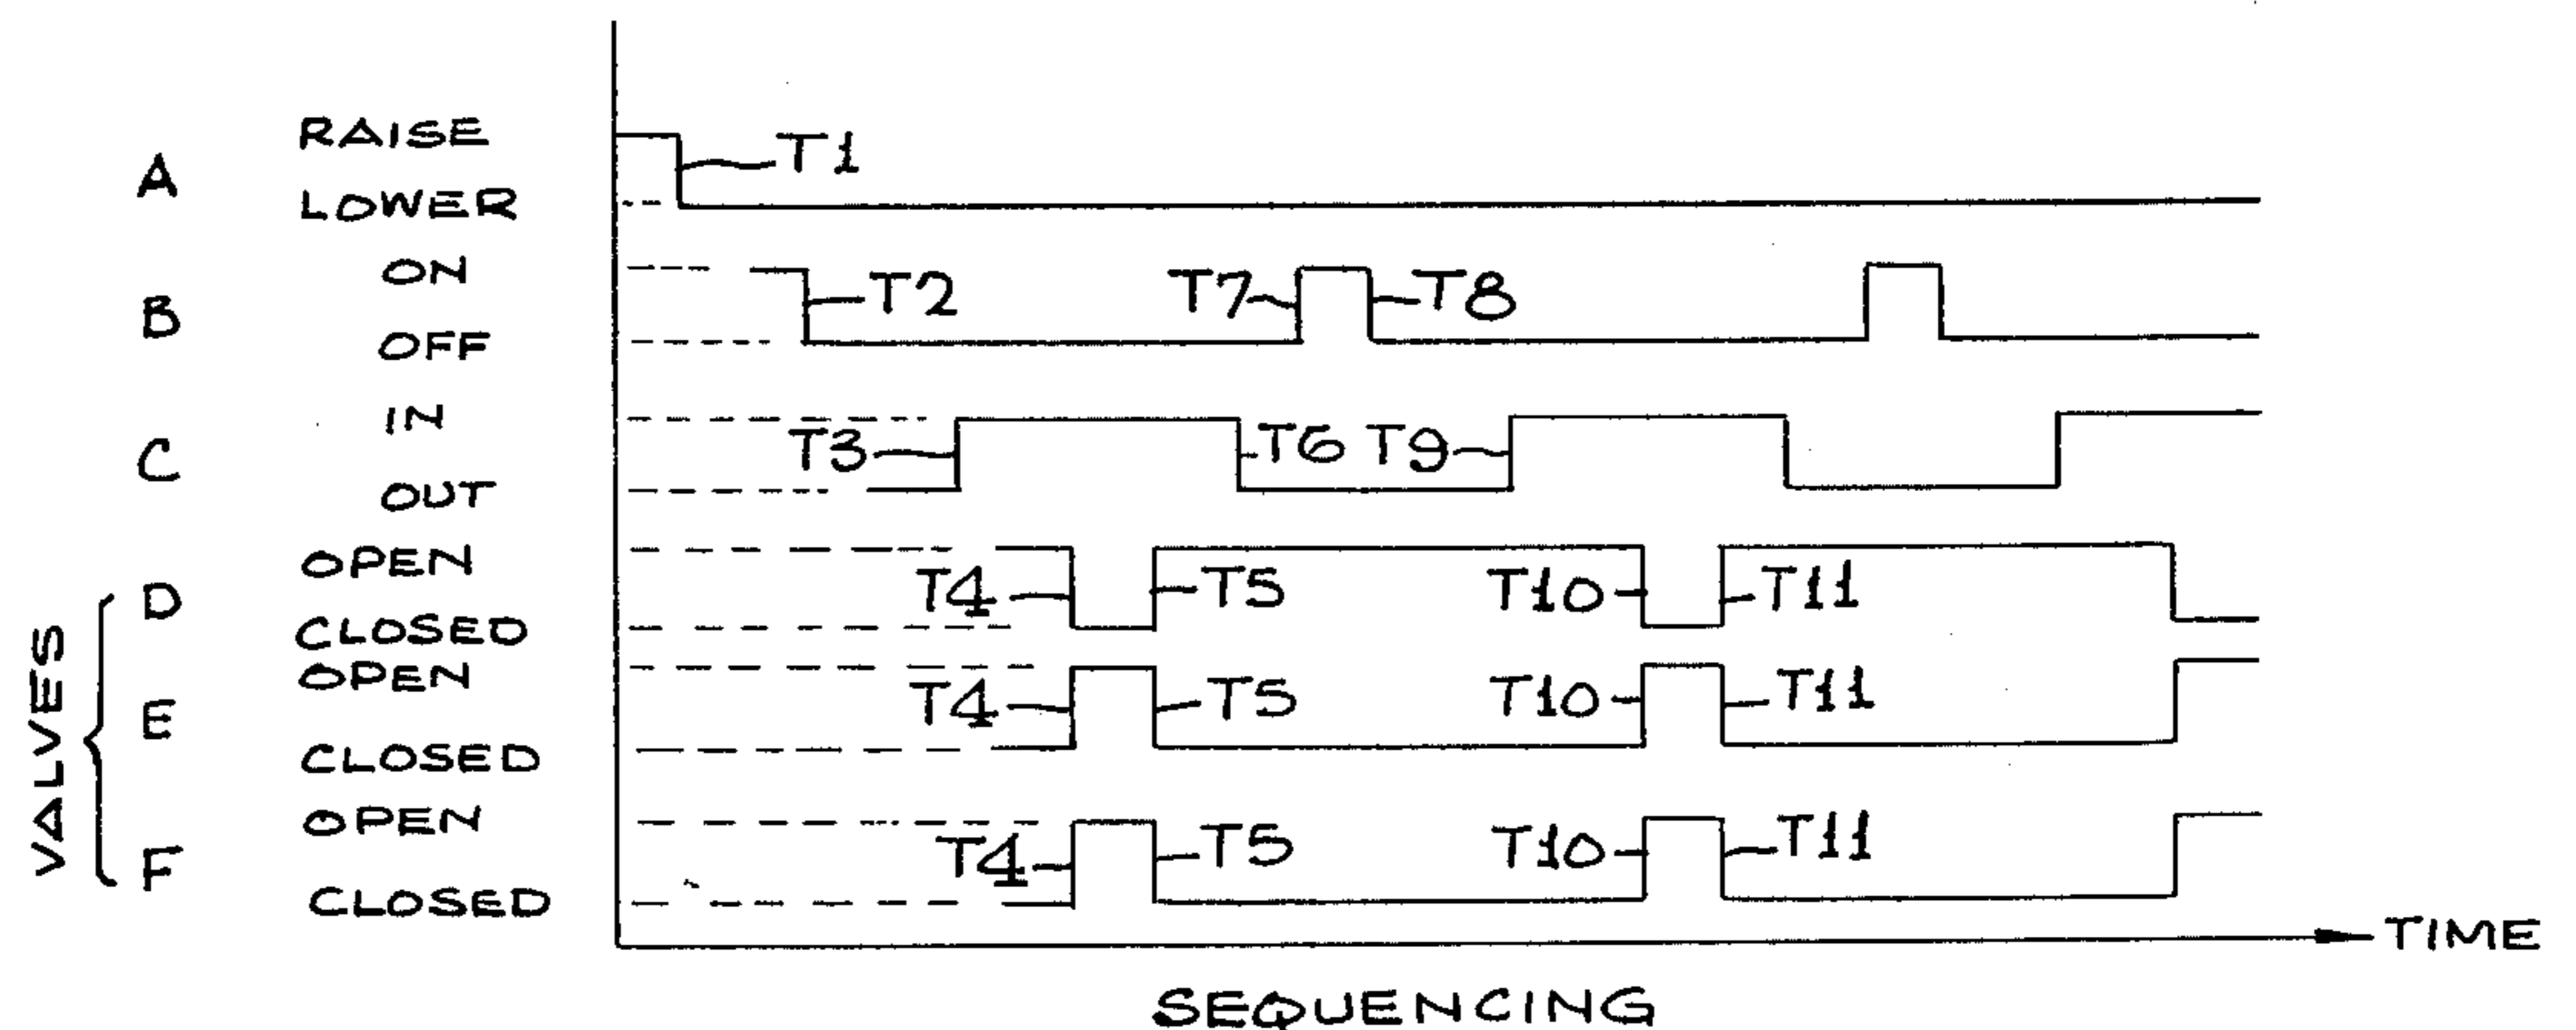 RAISE
A
T1
LOWER
ON
B
T2
T7
T8
OFF
IN
C
T3
T6
T9
OUT
VALVES
OPEN
D
T4
T5
T10
T11
CLOSED
OPEN
E
T4
T5
T10
T11
CLOSED
OPEN
F
T4
T5
T10
T11
CLOSED
TIME
SEQUENCING